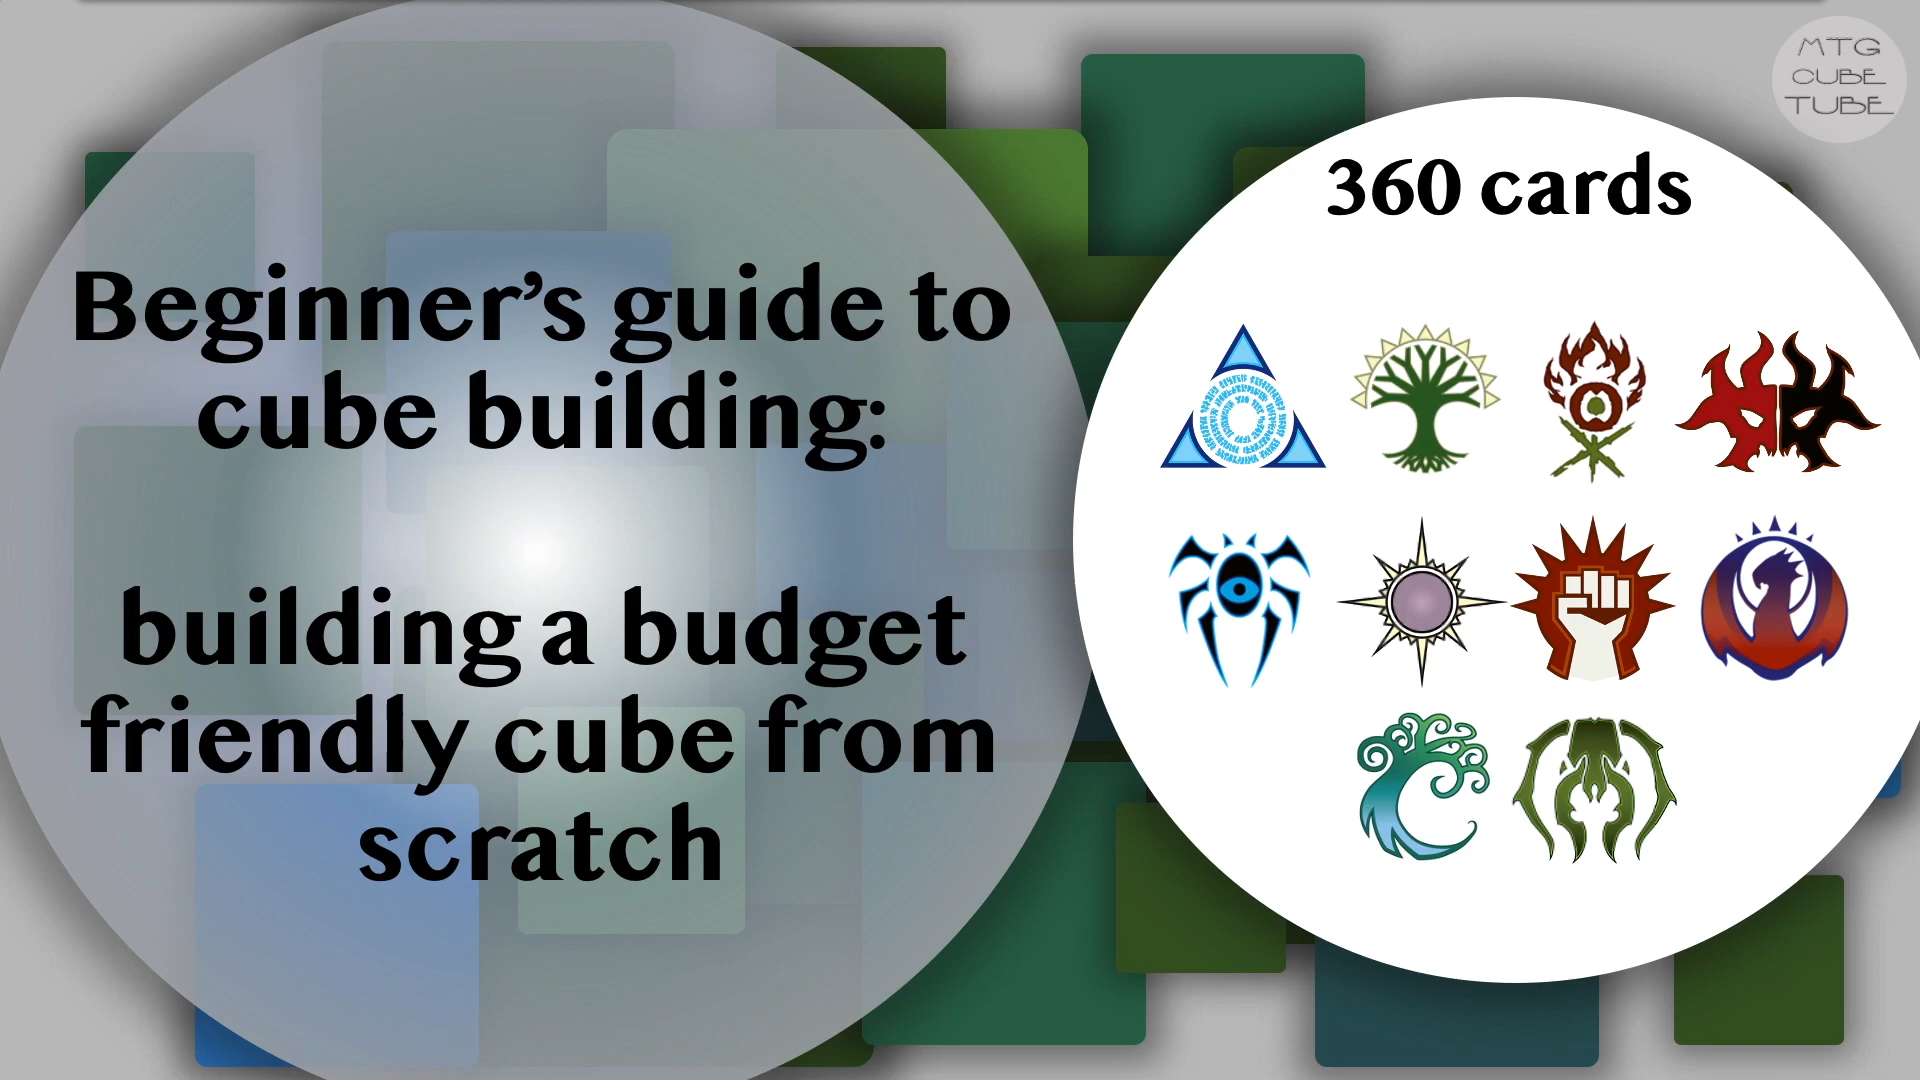 MTG
CUBE
TUBE
360 cards
Beginner's guide to
cube building:
building a budget
friendly cube from
scratch